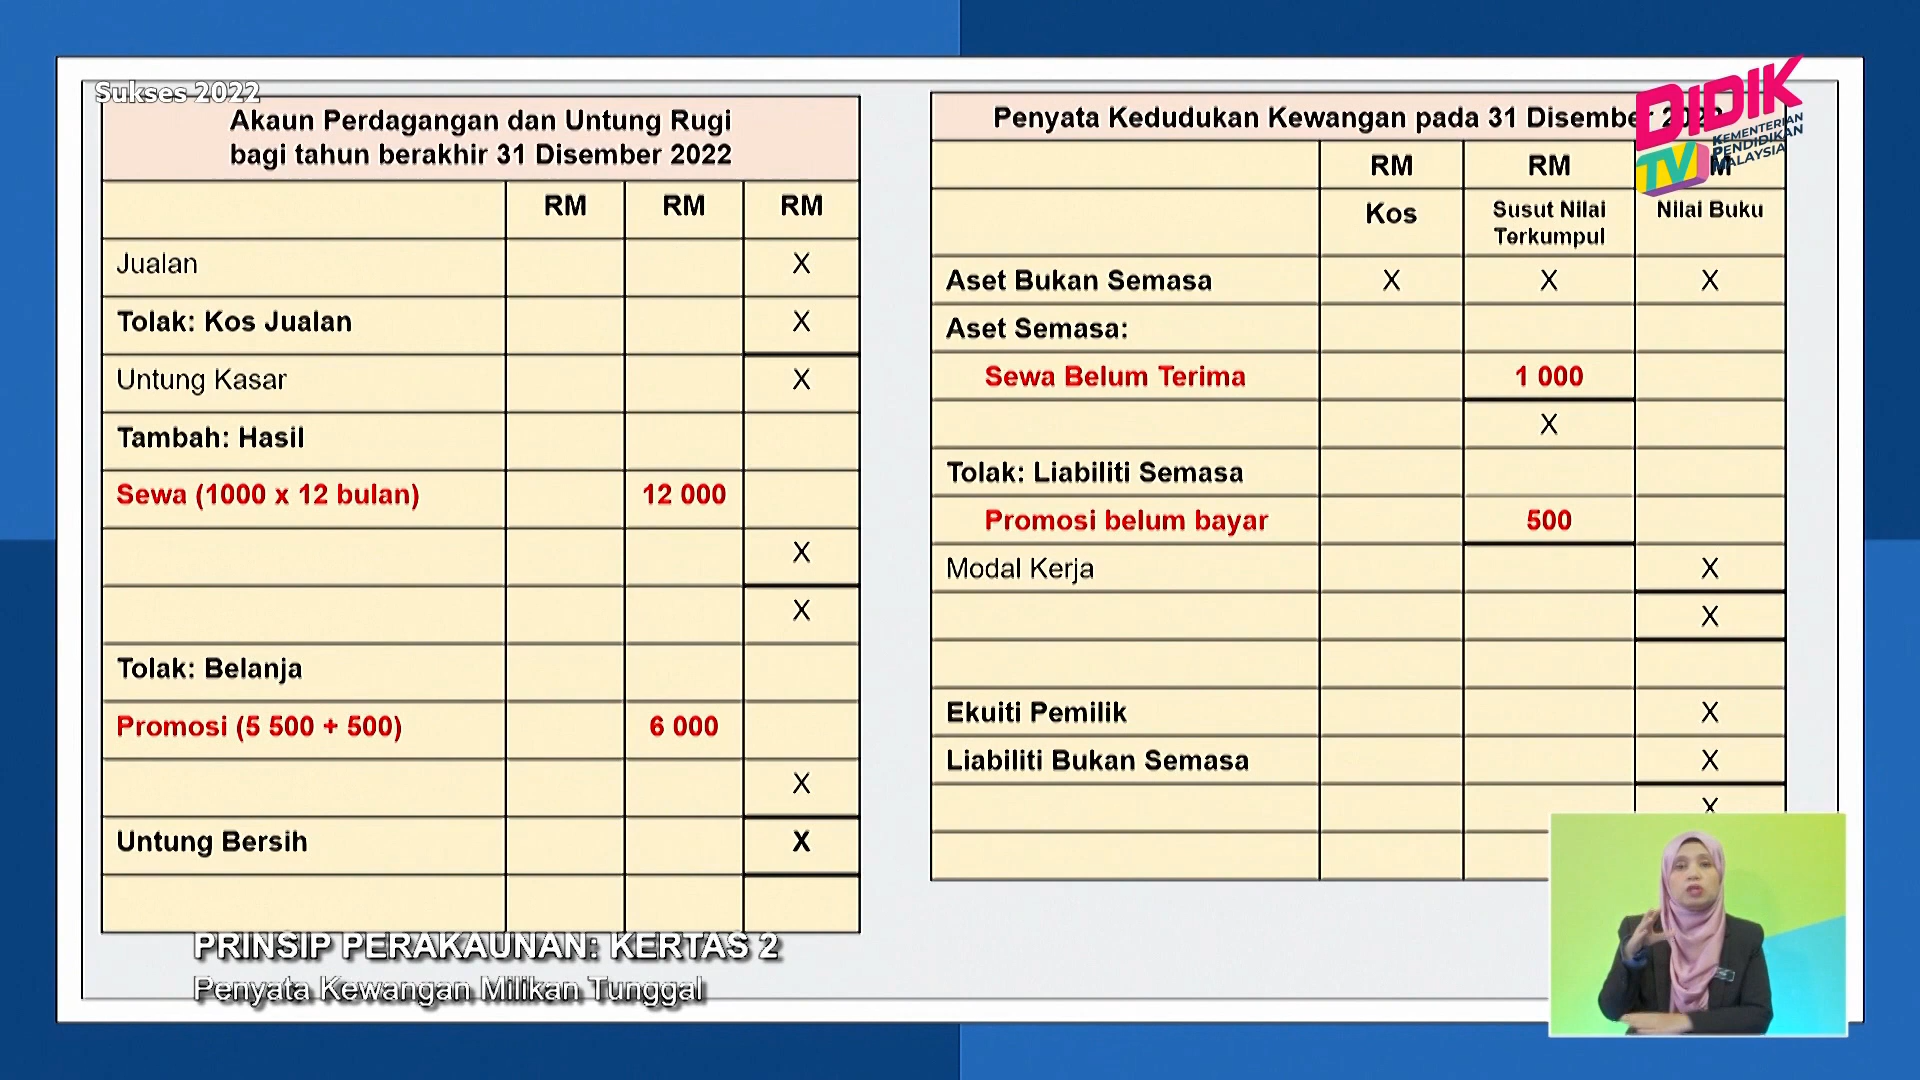 Sukses 2022
Akaun Perdagangan dan Untung Rugi
bagi tahun berakhir 31 Disember 2022
RM RM RM
Jualan X
Tolak: Kos Jualan X
Untung Kasar X
Tambah: Hasil
Sewa (1000 x 12 bulan) 12 000
X
X
Tolak: Belanja
Promosi (5 500 + 500) 6 000
X
Untung Bersih X
Penyata Kedudukan Kewangan pada 31 Disember
RM RM
Kos Susut Nilai Terkumpul Nilai Buku
Aset Bukan Semasa X X X
Aset Semasa:
Sewa Belum Terima 1 000
X
Tolak: Liabiliti Semasa
Promosi belum bayar 500
Modal Kerja X
X
Ekuiti Pemilik X
Liabiliti Bukan Semasa X
X
DIDIK
TV
KEMENTERIAN
PENDIDIKAN
MALAYSIA
PRINSIP PERAKAUNAN: KERTAS 2
Penyata Kewangan Milikan Tunggal